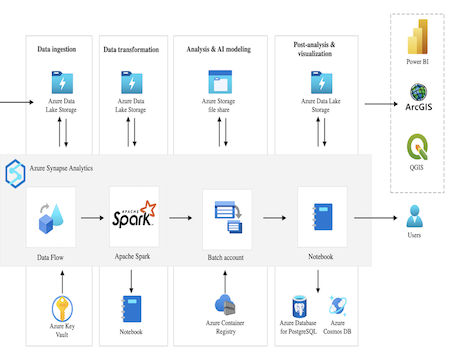 Data ingestion
Data transformation
Analysis & AI modeling
Post-analysis &
visualization
Azure Data
Lake Storage
Azure Data
Lake Storage
Azure Storage
file share
Azure Data Lake
Storage
Power BI
ArcGIS
QGIS
Azure Synapse Analytics
Data Flow
APACHE
Spark
Apache Spark
Batch account
Notebook
Users
Azure Key
Vault
Notebook
Azure Container
Registry
Azure Database
for PostgreSQL
Azure
Cosmos DB